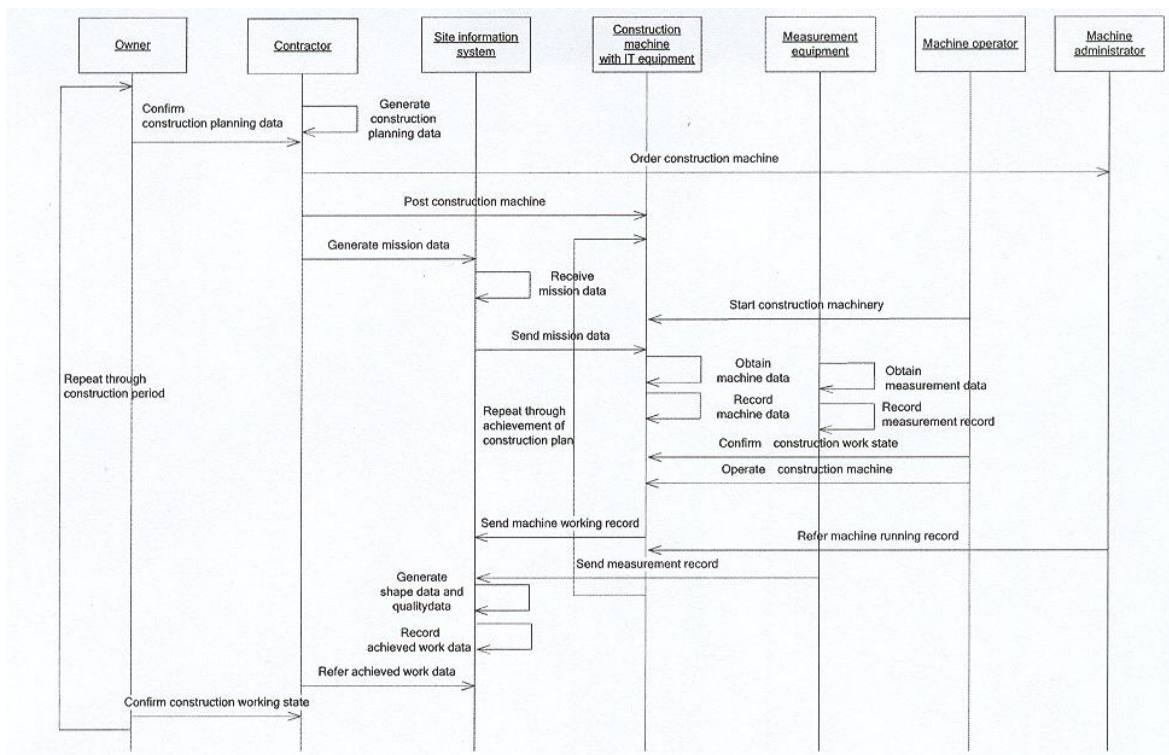 Owner
Contractor
Site information
system
Construction
machine
with IT equipment
Measurement
equipment
Machine operator
Machine
administrator
Confirm
construction planning data
Generate
construction
planning data
Order construction machine
Post construction machine
Generate mission data
Receive
mission data
Start construction machinery
Send mission data
Obtain
machine data
Obtain
measurement data
Repeat through
construction period
Record
machine data
Record
measurement record
Repeat through
achievement of
construction plan
Confirm construction work state
Operate construction machine
Send machine working record
Refer machine running record
Send measurement record
Generate
shape data and
qualitydata
Record
achieved work data
Refer achieved work data
Confirm construction working state